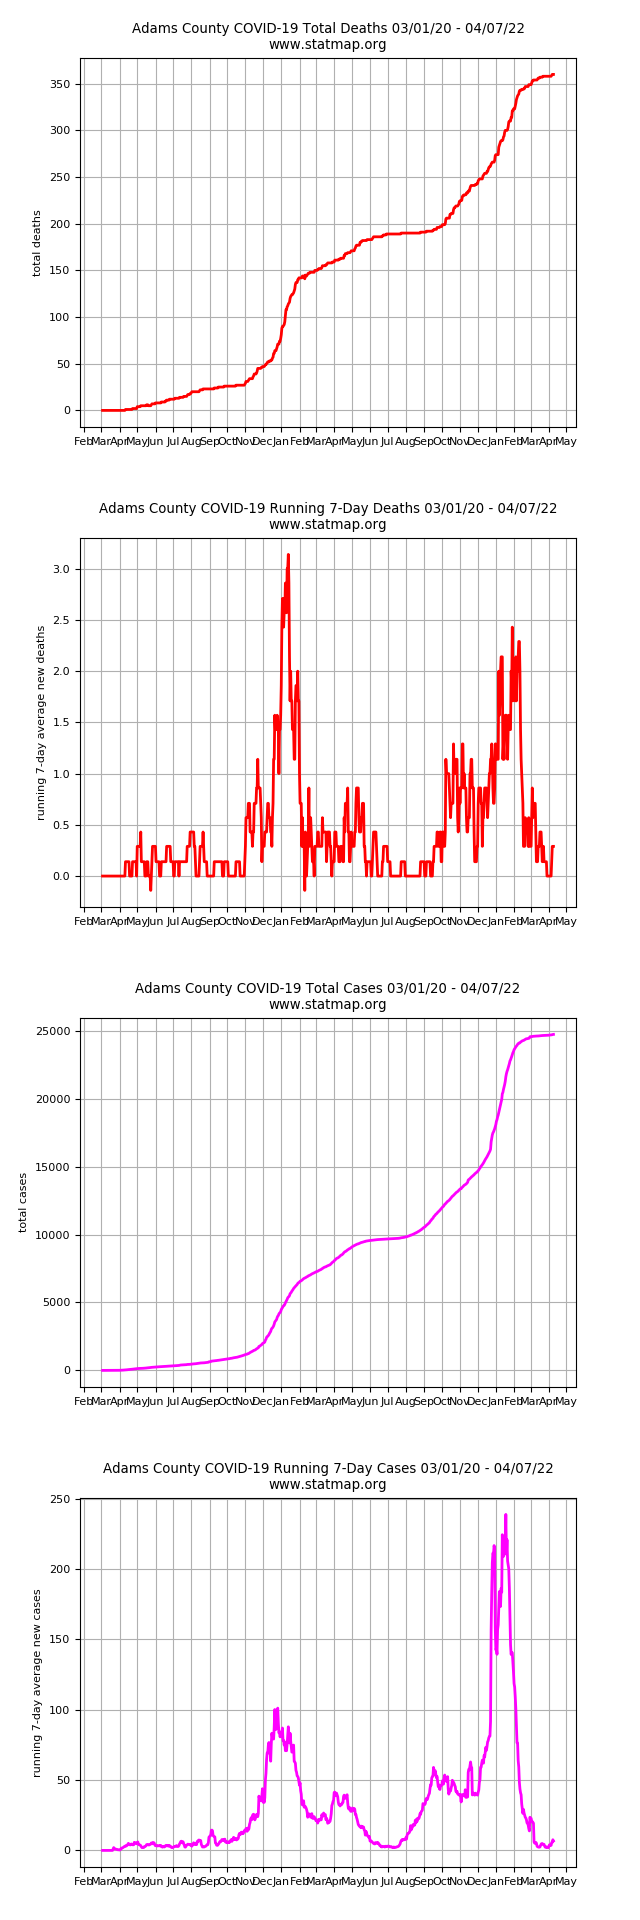 Adams County COVID-19 Total Deaths 03/01/20 - 04/07/22
www.statmap.org
350
300
250
200
150
100
50
0
total deaths
Feb Mar Apr May Jun Jul Aug Sep Oct Nov Dec Jan Feb Mar Apr May Jun Jul Aug Sep Oct Nov Dec Jan Feb Mar Apr May
Adams County COVID-19 Running 7-Day Deaths 03/01/20 - 04/07/22
www.statmap.org
3.0
2.5
2.0
1.5
1.0
0.5
0.0
running 7-day average new deaths
Feb Mar Apr May Jun Jul Aug Sep Oct Nov Dec Jan Feb Mar Apr May Jun Jul Aug Sep Oct Nov Dec Jan Feb Mar Apr May
Adams County COVID-19 Total Cases 03/01/20 - 04/07/22
www.statmap.org
25000
20000
15000
10000
5000
0
total cases
Feb Mar Apr May Jun Jul Aug Sep Oct Nov Dec Jan Feb Mar Apr May Jun Jul Aug Sep Oct Nov Dec Jan Feb Mar Apr May
Adams County COVID-19 Running 7-Day Cases 03/01/20 - 04/07/22
www.statmap.org
250
200
150
100
50
0
running 7-day average new cases
Feb Mar Apr May Jun Jul Aug Sep Oct Nov Dec Jan Feb Mar Apr May Jun Jul Aug Sep Oct Nov Dec Jan Feb Mar Apr May